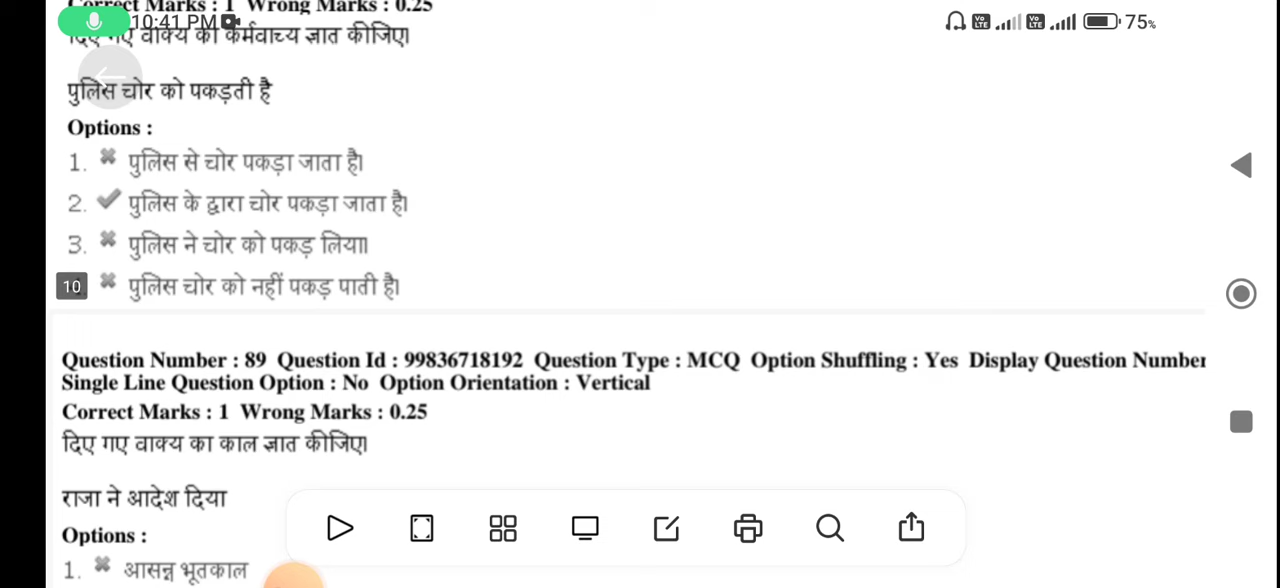 Correct Marks : 1 Wrong Marks : 0.25
10:41 PM
75%
दिए गए वाक्य का कर्मवाच्य ज्ञात कीजिए।
पुलिस चोर को पकड़ती है
Options :
1. पुलिस से चोर पकड़ा जाता है।
2. पुलिस के द्वारा चोर पकड़ा जाता है।
3. पुलिस ने चोर को पकड़ लिया।
10 पुलिस चोर को नहीं पकड़ पाती है।
Question Number : 89 Question Id : 99836718192 Question Type : MCQ Option Shuffling : Yes Display Question Number
Single Line Question Option : No Option Orientation : Vertical
Correct Marks : 1 Wrong Marks : 0.25
दिए गए वाक्य का काल ज्ञात कीजिए।
राजा ने आदेश दिया
Options :
1. आसन्न भूतकाल